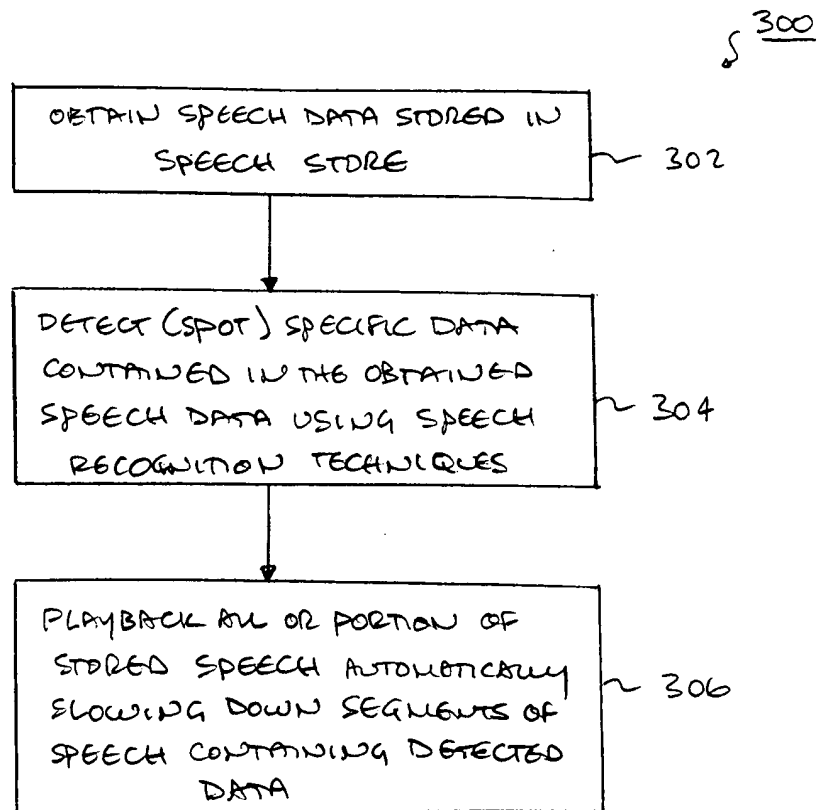 300
OBTAIN SPEECH DATA STORED IN
SPEECH STORE
302
DETECT (SPOT) SPECIFIC DATA
CONTAINED IN THE OBTAINED
SPEECH DATA USING SPEECH
RECOGNITION TECHNIQUES
304
PLAYBACK ALL OR PORTION OF
STORED SPEECH AUTOMATICALLY
SLOWING DOWN SEGMENTS OF
SPEECH CONTAINING DETECTED
DATA
306